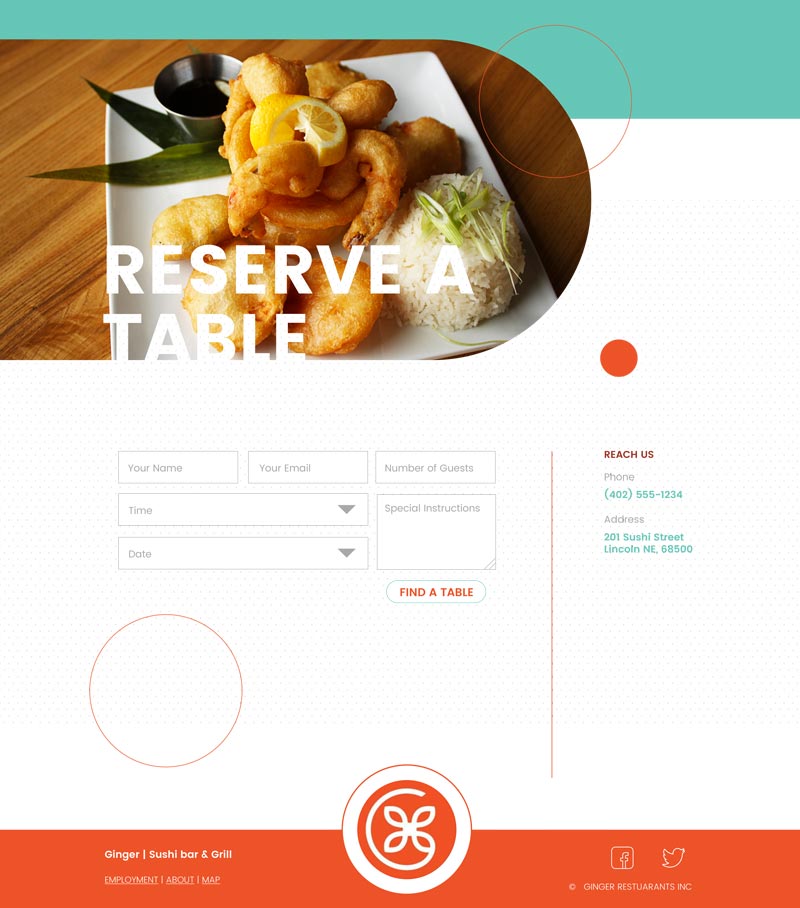 RESERVE A
TABLE
Your Name
Your Email
Number of Guests
Time
Special Instructions
Date
FIND A TABLE
REACH US
Phone
(402) 555-1234
Address
201 Sushi Street
Lincoln NE, 68500
Ginger | Sushi bar & Grill
EMPLOYMENT | ABOUT | MAP
© GINGER RESTUARANTS INC